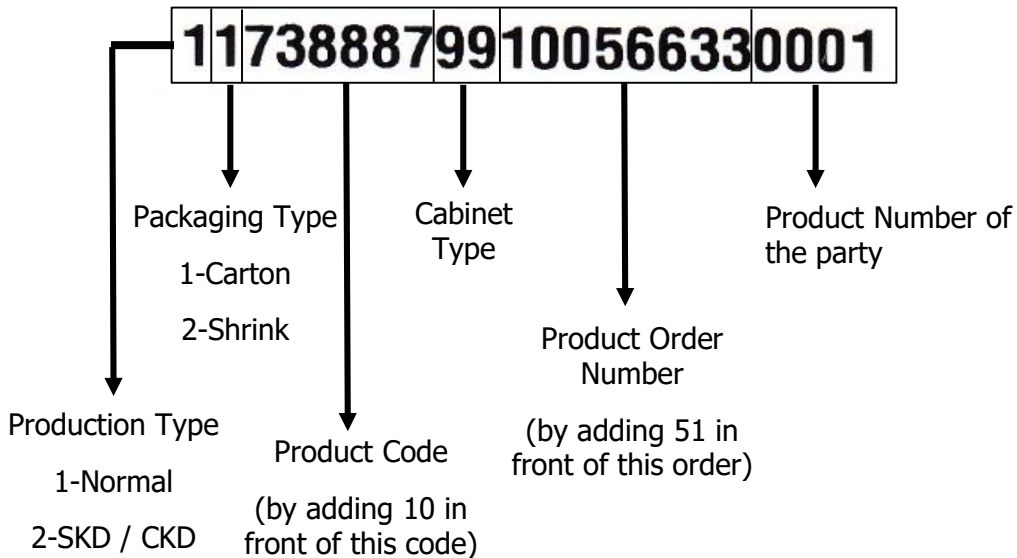 1173888799100566330001
Packaging Type
1-Carton
2-Shrink
Cabinet
Type
Product Number of
the party
Product Order
Number
(by adding 51 in
front of this order)
Production Type
1-Normal
2-SKD / CKD
Product Code
(by adding 10 in
front of this code)